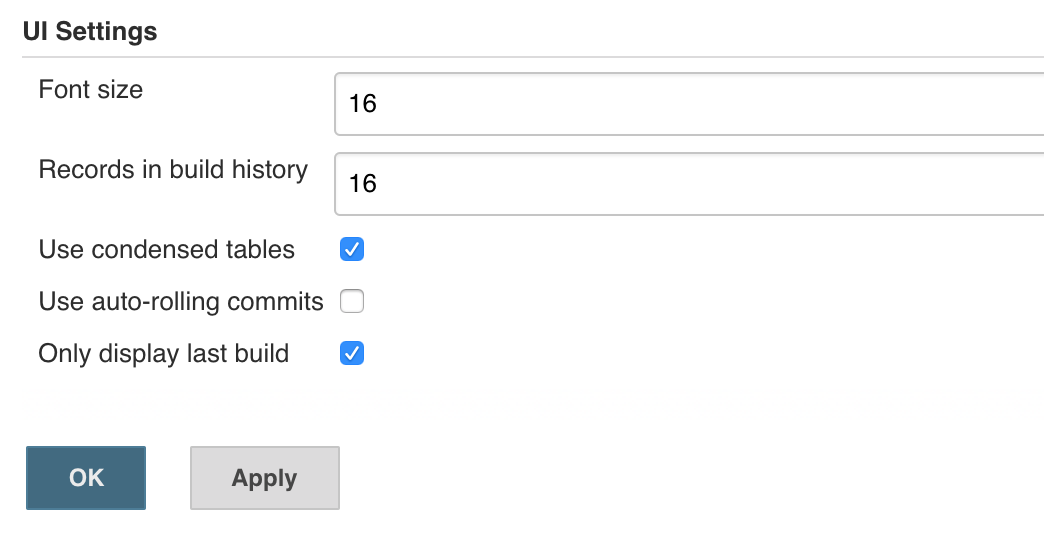 UI Settings
Font size
16
Records in build history
16
Use condensed tables
Use auto-rolling commits
Only display last build
OK
Apply